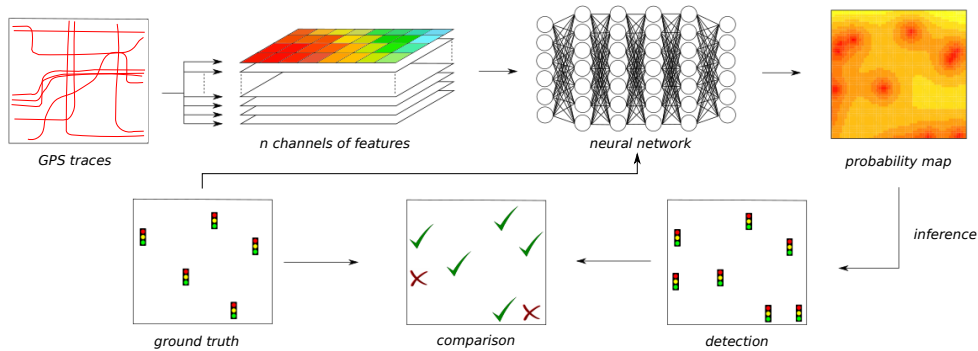 GPS traces
n channels of features
neural network
probability map
inference
ground truth
comparison
detection